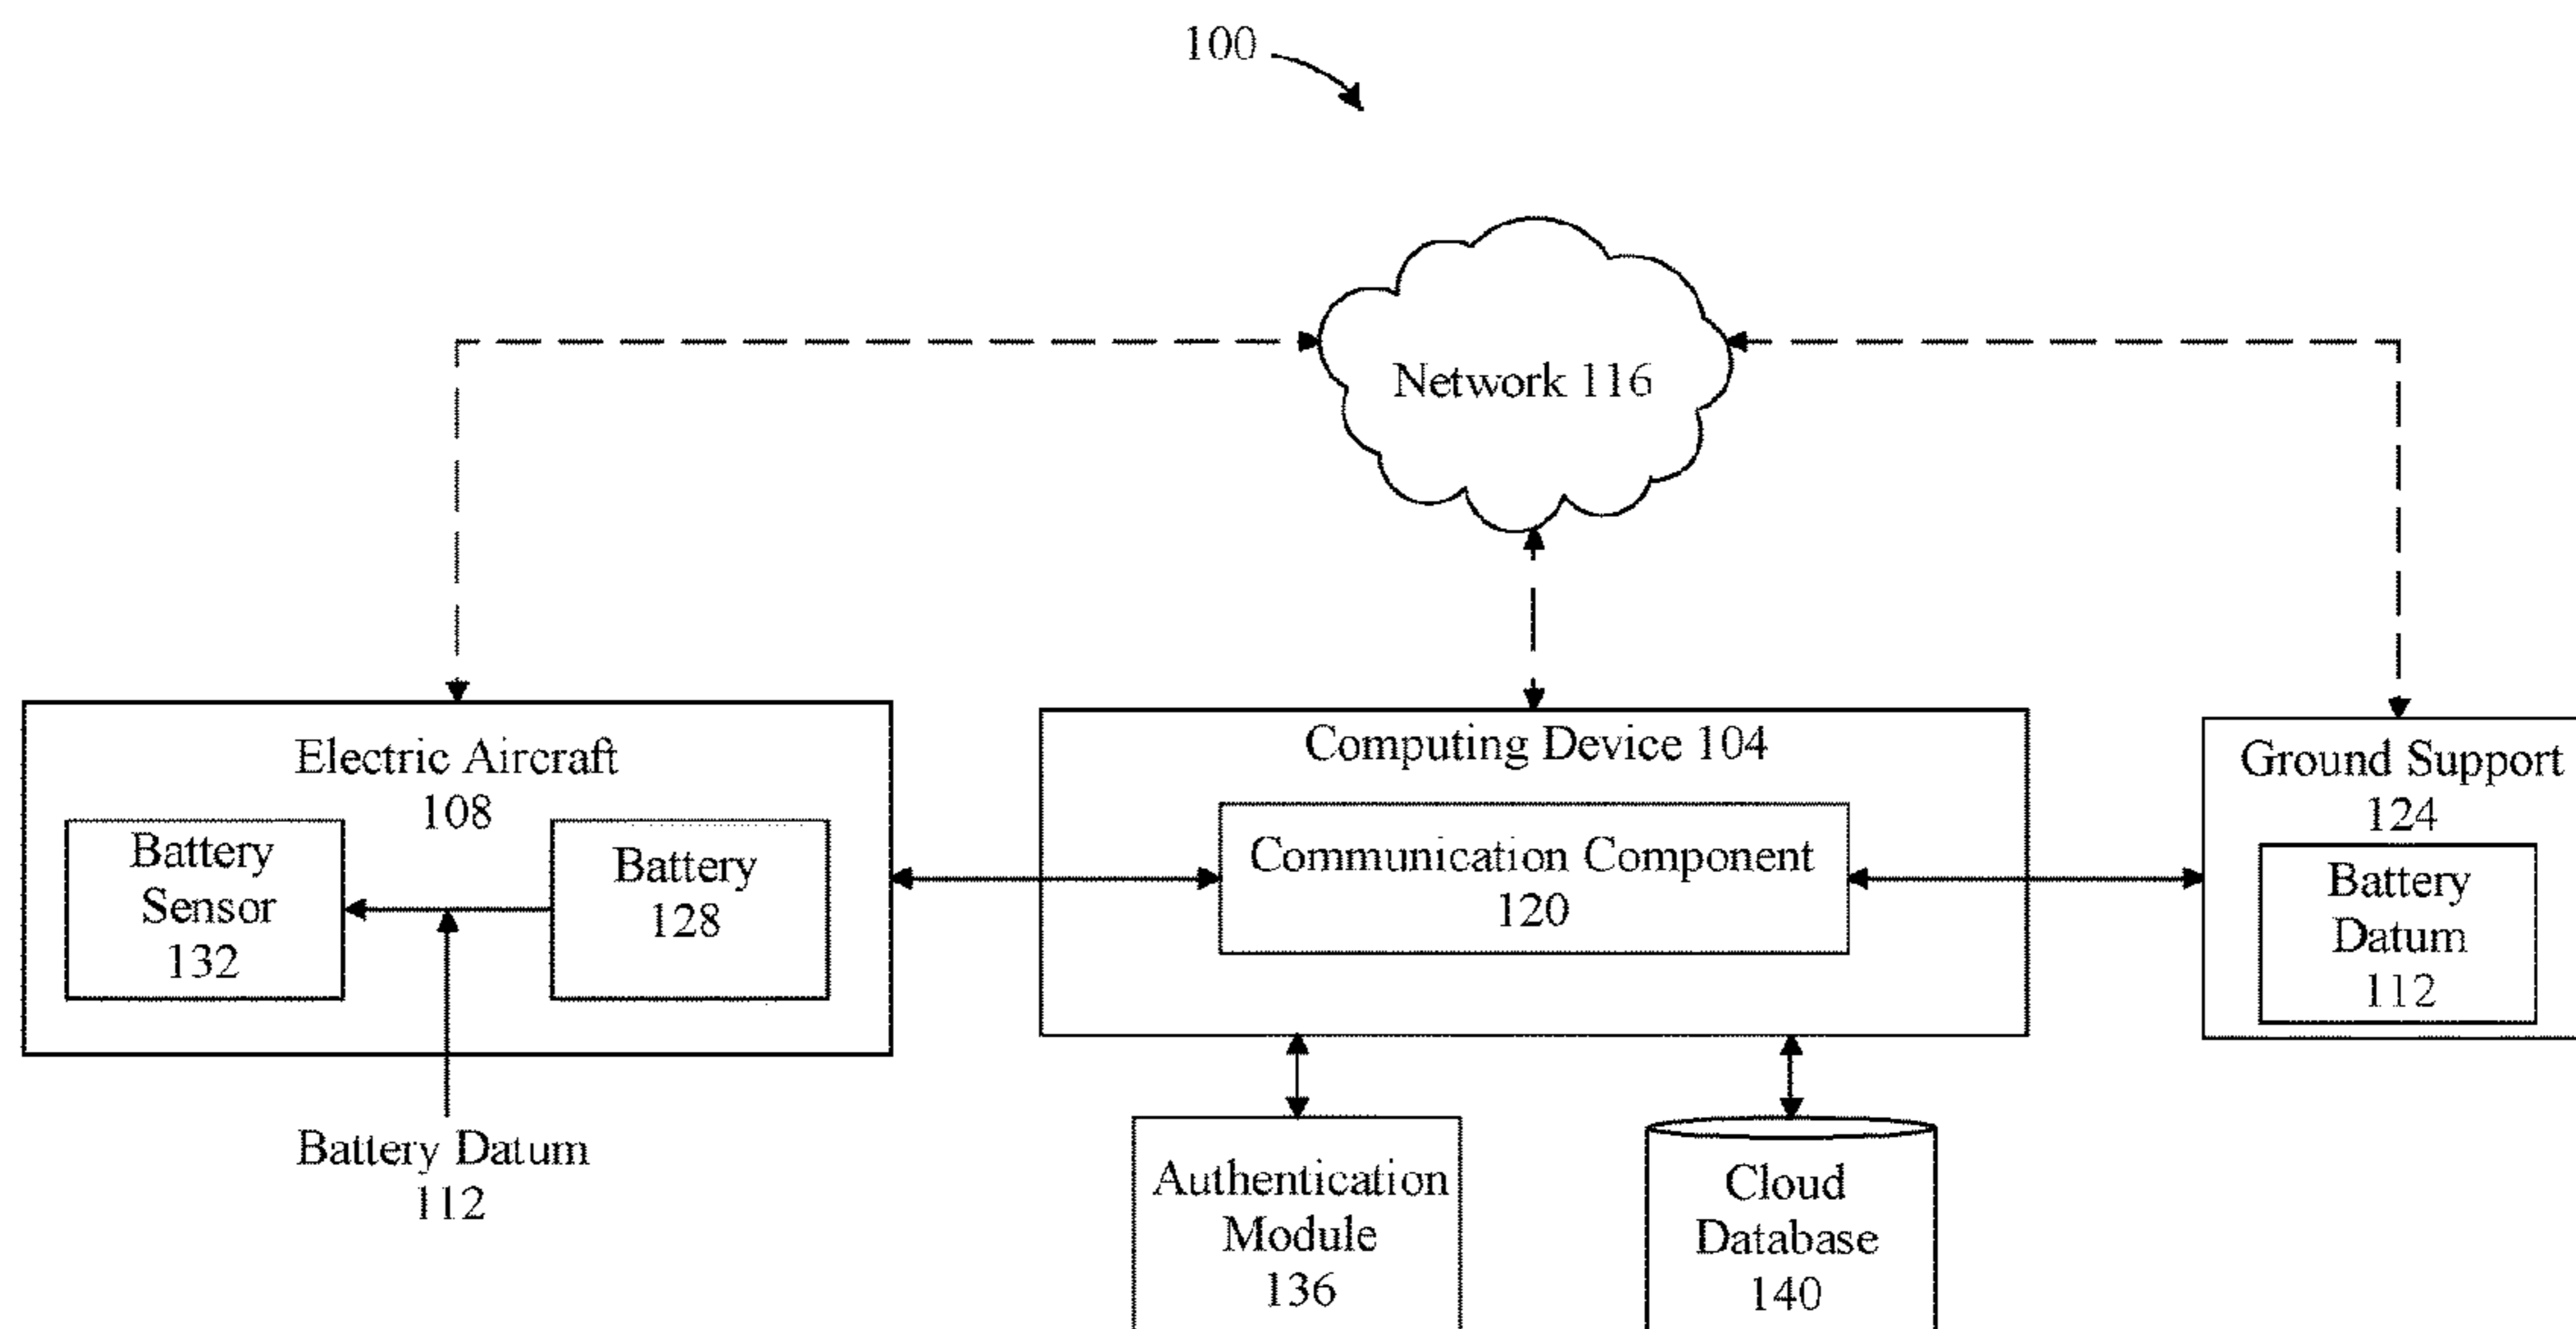 100
Network 116
Electric Aircraft
108
Battery
Sensor
132
Battery
128
Battery Datum
112
Computing Device 104
Communication Component
120
Ground Support
124
Battery
Datum
112
Authentication
Module
136
Cloud
Database
140